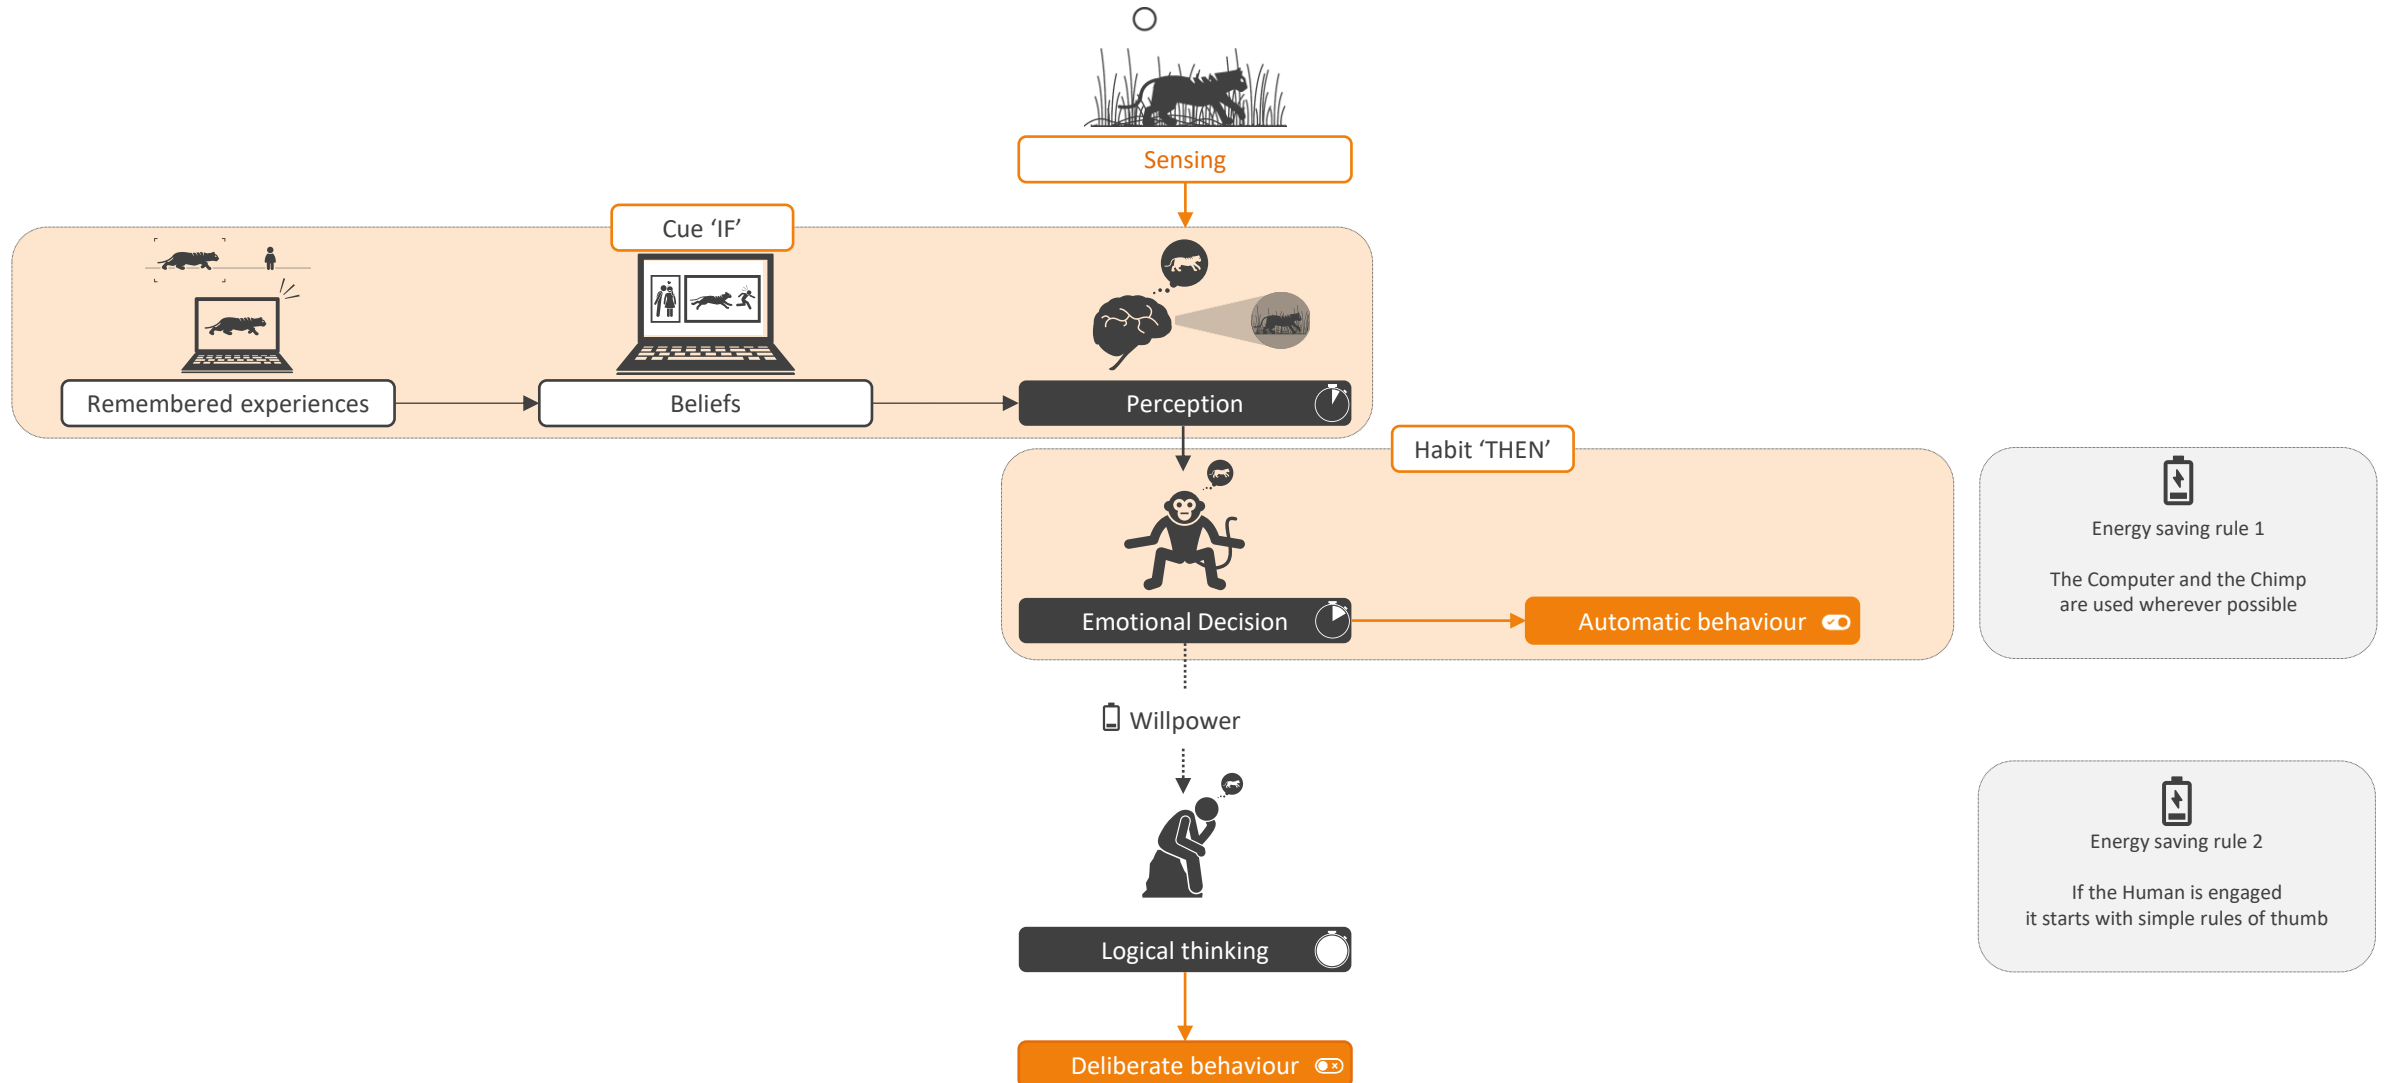 Sensing
Cue ‘IF’
Remembered experiences
Beliefs
Perception
Habit ‘THEN’
Emotional Decision
Automatic behaviour
Energy saving rule 1
The Computer and the Chimp
are used wherever possible
Willpower
Energy saving rule 2
If the Human is engaged
it starts with simple rules of thumb
Logical thinking
Deliberate behaviour